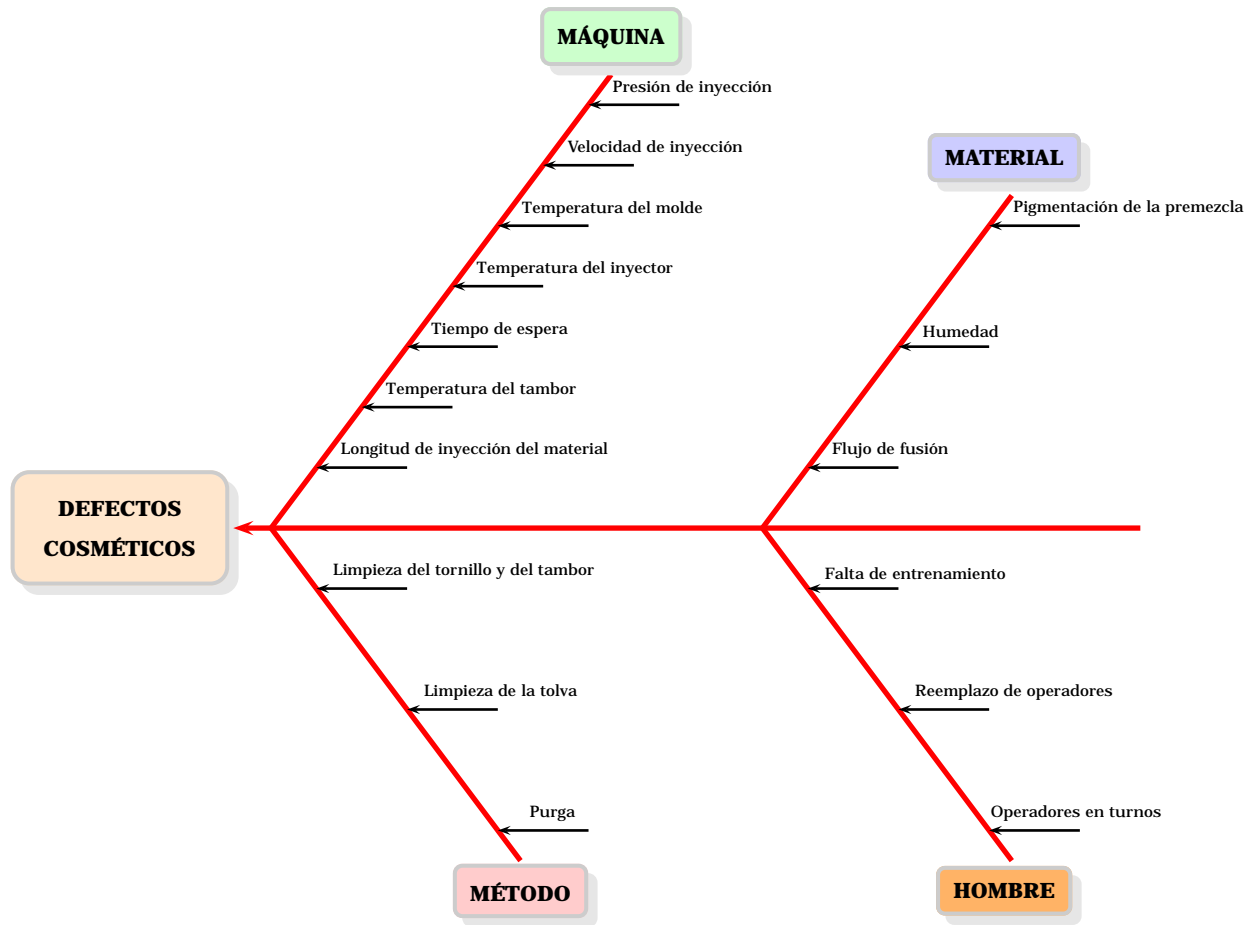 MÁQUINA
Presión de inyección
Velocidad de inyección
Temperatura del molde
Temperatura del inyector
Tiempo de espera
Temperatura del tambor
Longitud de inyección del material
MATERIAL
Pigmentación de la premezcla
Humedad
Flujo de fusión
DEFECTOS
COSMÉTICOS
Limpieza del tornillo y del tambor
Limpieza de la tolva
Purga
MÉTODO
Falta de entrenamiento
Reemplazo de operadores
Operadores en turnos
HOMBRE